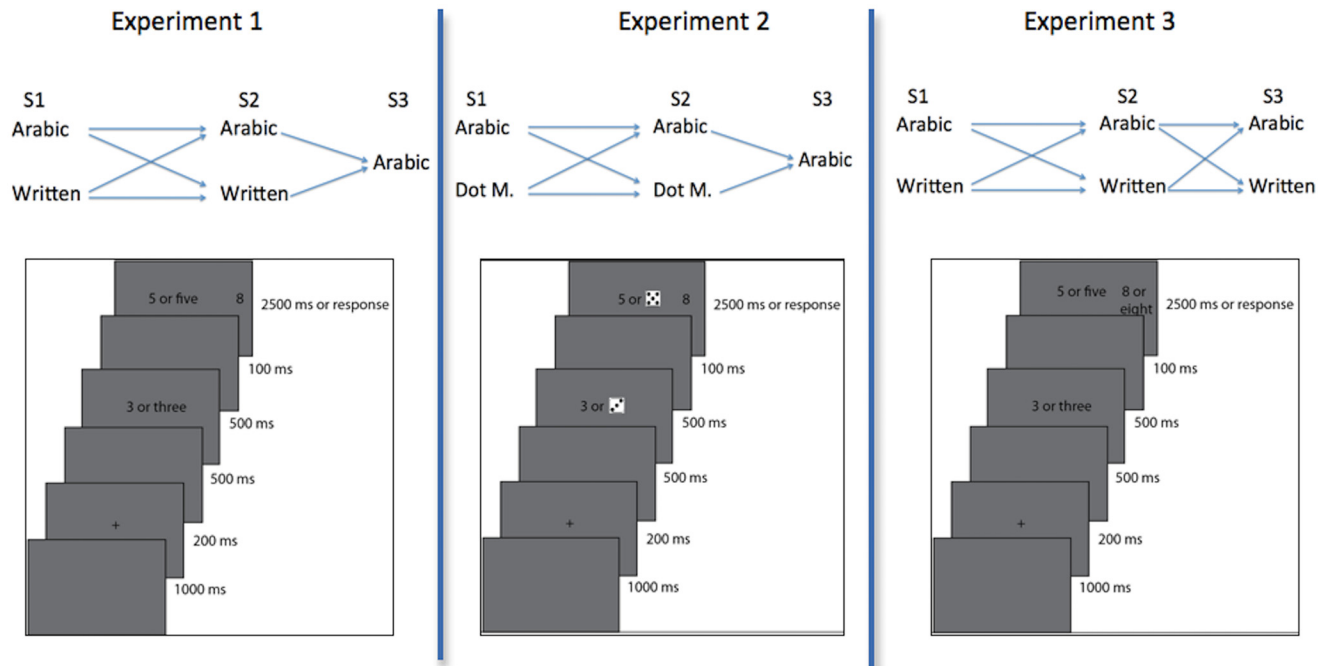 Experiment 1
S1 S2 S3
Arabic Arabic
Arabic
Written Written
5 or five 8
2500 ms or response
100 ms
3 or three
500 ms
500 ms
+
200 ms
1000 ms
Experiment 2
S1 S2 S3
Arabic Arabic
Arabic
Dot M. Dot M.
5 or 8
2500 ms or response
100 ms
3 or
500 ms
500 ms
+
200 ms
1000 ms
Experiment 3
S1 S2 S3
Arabic Arabic Arabic
Written Written Written
5 or five 8 or
eight
2500 ms or response
100 ms
3 or three
500 ms
500 ms
+
200 ms
1000 ms